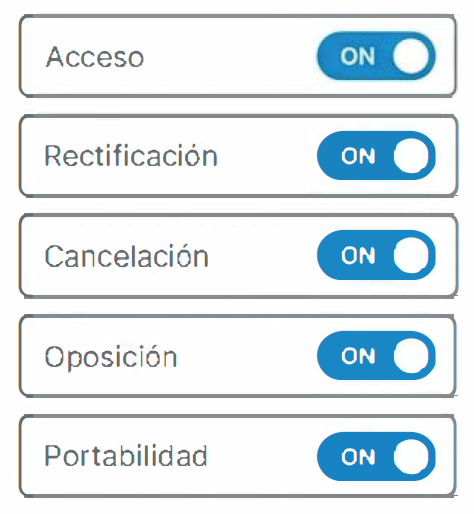 Acceso ON
Rectificación ON
Cancelación ON
Oposición ON
Portabilidad ON